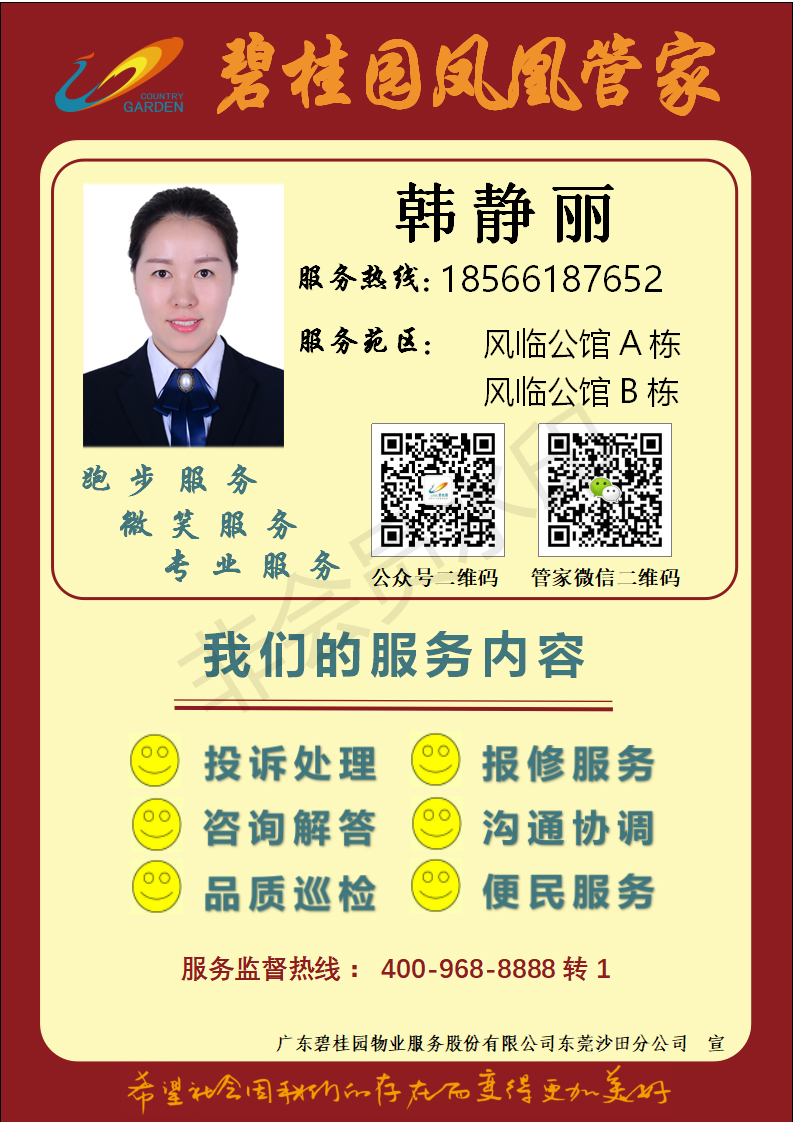 COUNTRY
GARDEN
碧桂园凤凰管家
韩静丽
服务热线：18566187652
服务苑区： 风临公馆 A 栋
风临公馆 B 栋
跑步服务
微笑服务
专业服务
公众号二维码 管家微信二维码
非会员水印
我们的服务内容
投诉处理 报修服务
咨询解答 沟通协调
品质巡检 便民服务
服务监督热线： 400-968-8888 转 1
广东碧桂园物业服务股份有限公司东莞沙田分公司 宣
希望社会因我们的存在而变得更加美好